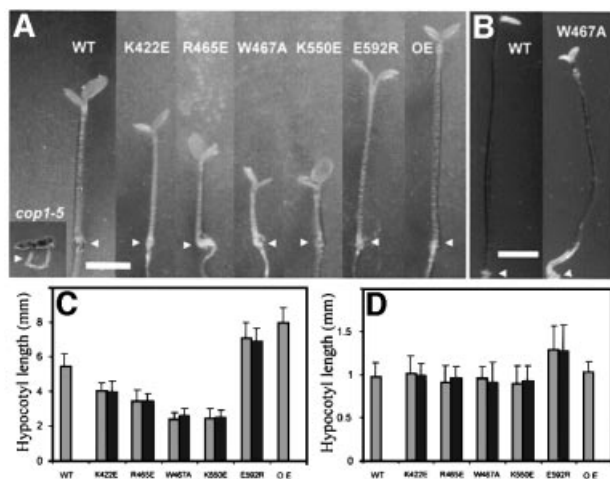 A
WT K422E R465E W467A K550E E592R OE
cop1-5
B
WT W467A
C
Hypocotyl length (mm)
8
6
4
2
0
WT K422E R465E W467A K550E E592R OE
D
Hypocotyl length (mm)
1.5
1
0.5
0
WT K422E R465E W467A K550E E592R OE